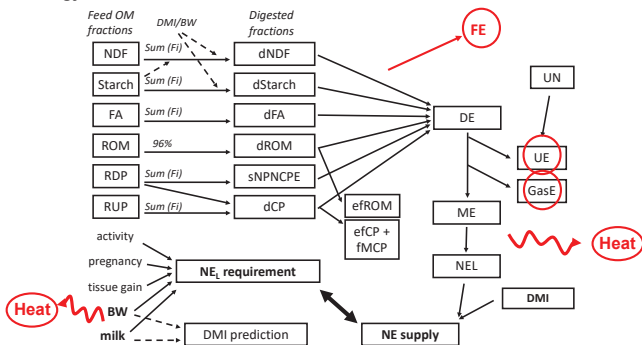 Feed OM
fractions
DMI/BW
Digested
fractions
FE
NDF
Sum (Fi)
dNDF
UN
Starch
Sum (Fi)
dStarch
FA
Sum (Fi)
dFA
DE
ROM
96%
dROM
UE
RDP
Sum (Fi)
sNPNCPE
GasE
RUP
Sum (Fi)
dCP
efROM
ME
efCP +
fMCP
activity
Heat
pregnancy
NEL requirement
NEL
tissue gain
Heat
BW
DMI
milk
DMI prediction
NE supply